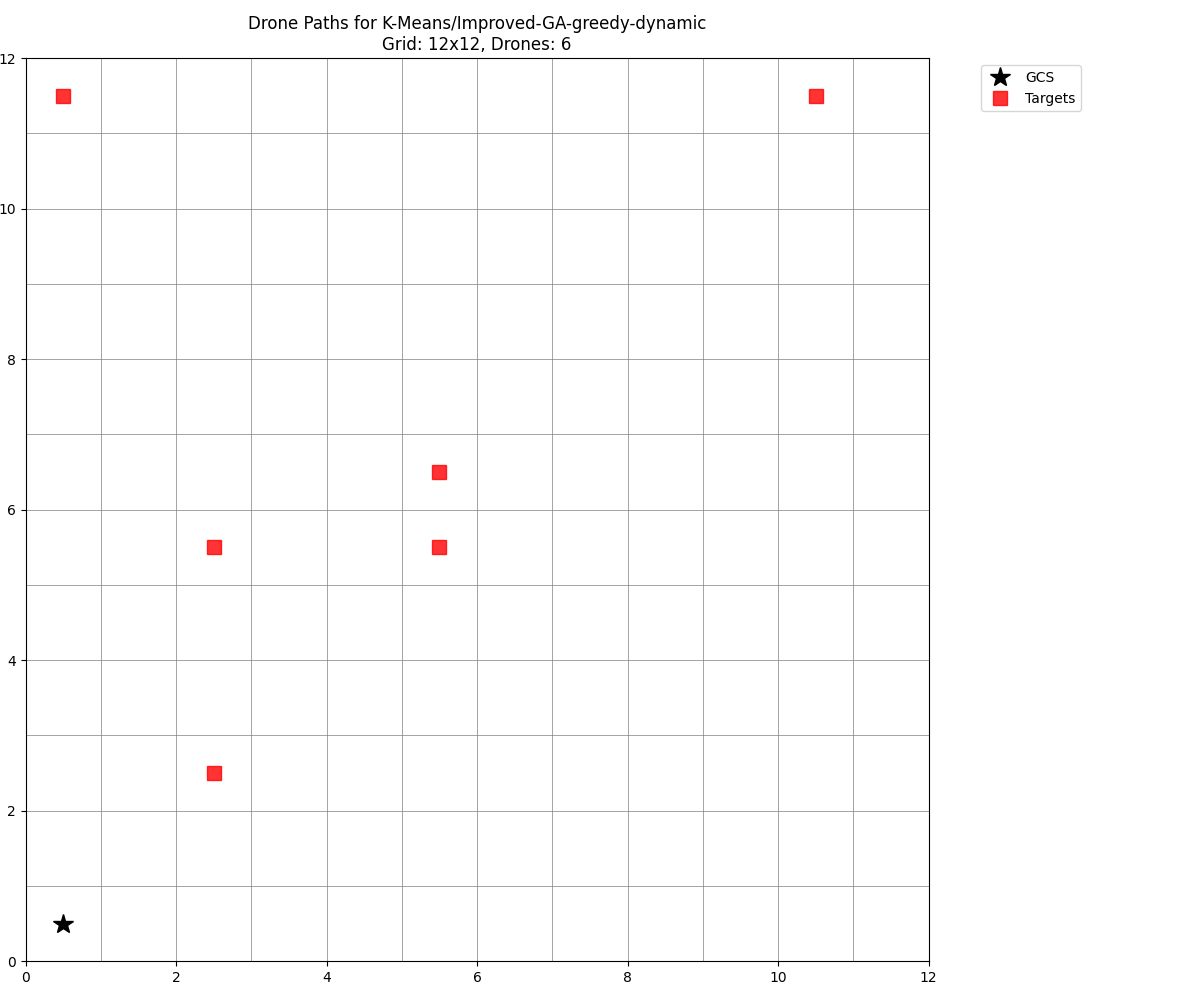 Drone Paths for K-Means/Improved-GA-greedy-dynamic
Grid: 12x12, Drones: 6
GCS
Targets
12
10
8
6
4
2
0
0 2 4 6 8 10 12